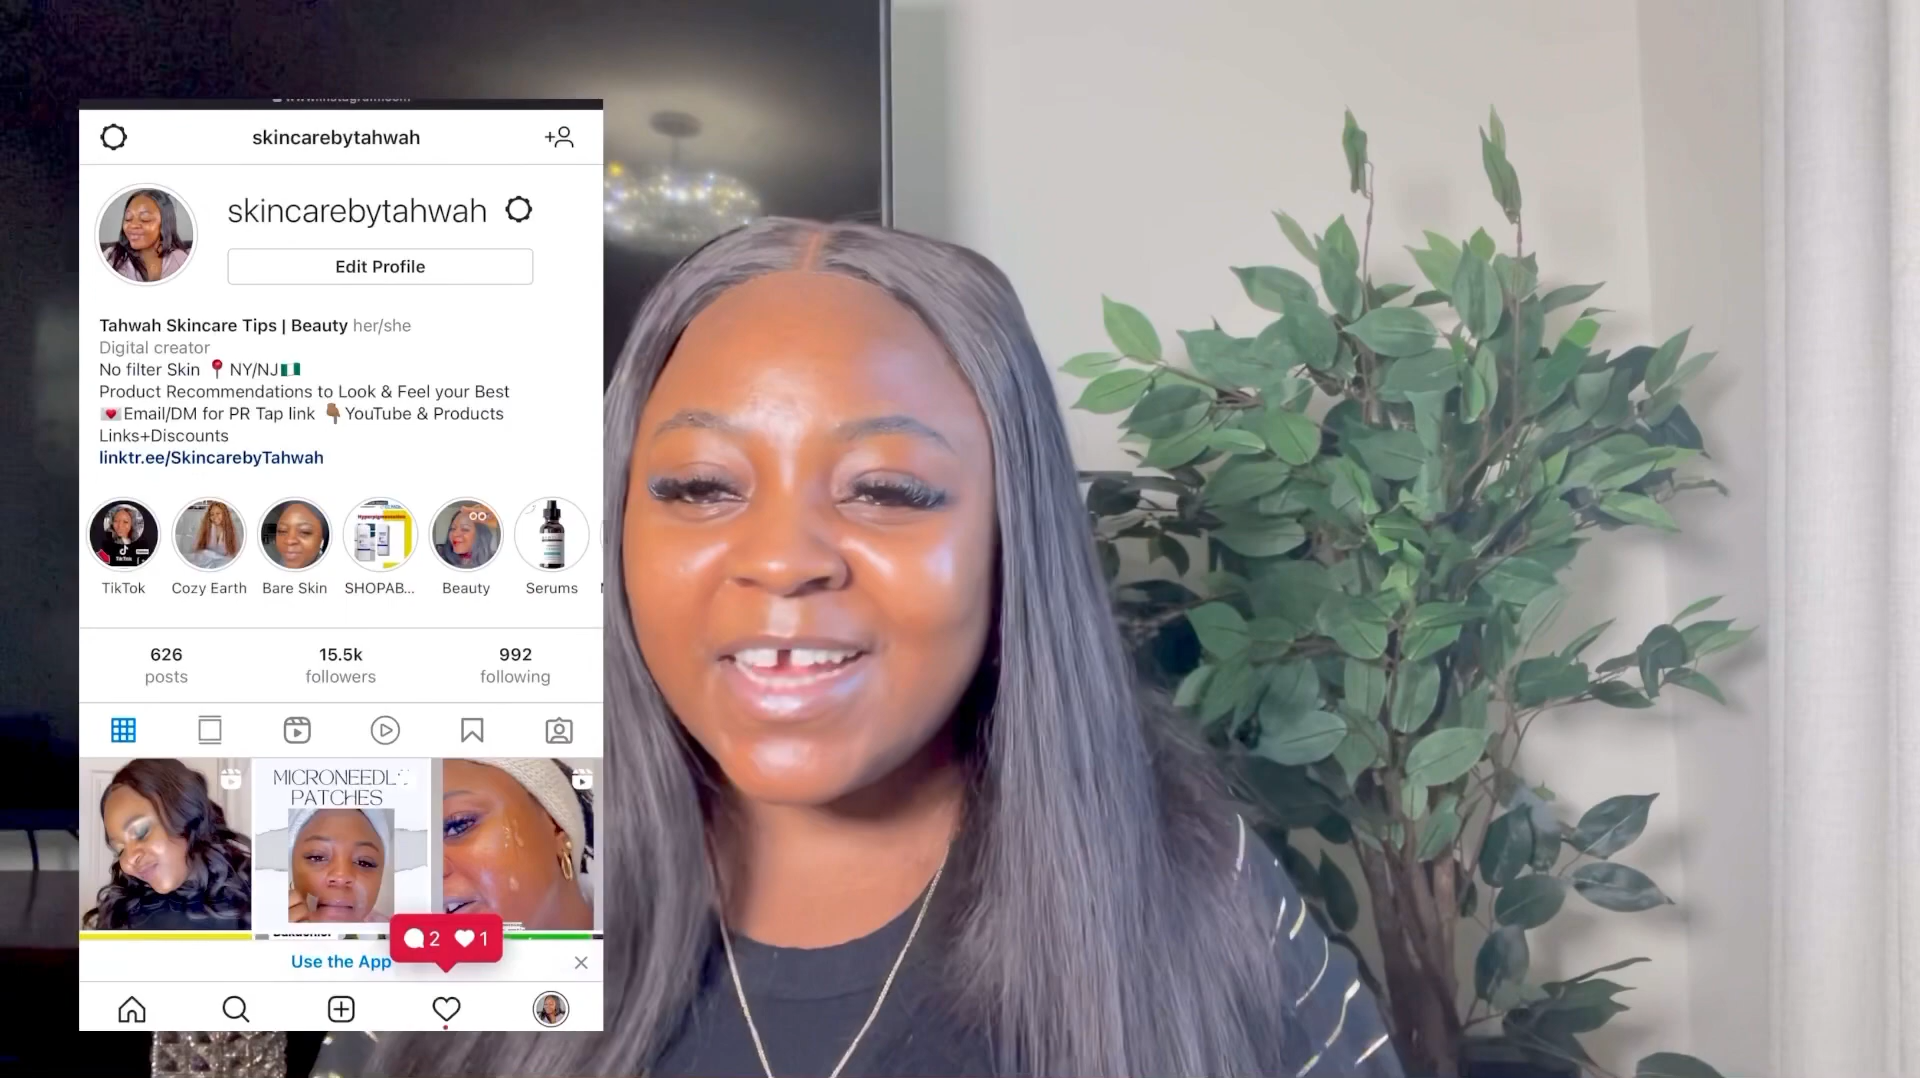 skincarebytahwah
skincarebytahwah
Edit Profile
Tahwah Skincare Tips | Beauty her/she
Digital creator
No filter Skin 📍 NY/NJ🇳🇬
Product Recommendations to Look & Feel your Best
💌Email/DM for PR Tap link 👇🏾YouTube & Products
Links+Discounts
linktr.ee/SkincarebyTahwah
TikTok
Cozy Earth
Bare Skin
SHOPAB...
Beauty
Serums
626
posts
15.5k
followers
992
following
MICRONEEDL
PATCHES
2 1
Use the App